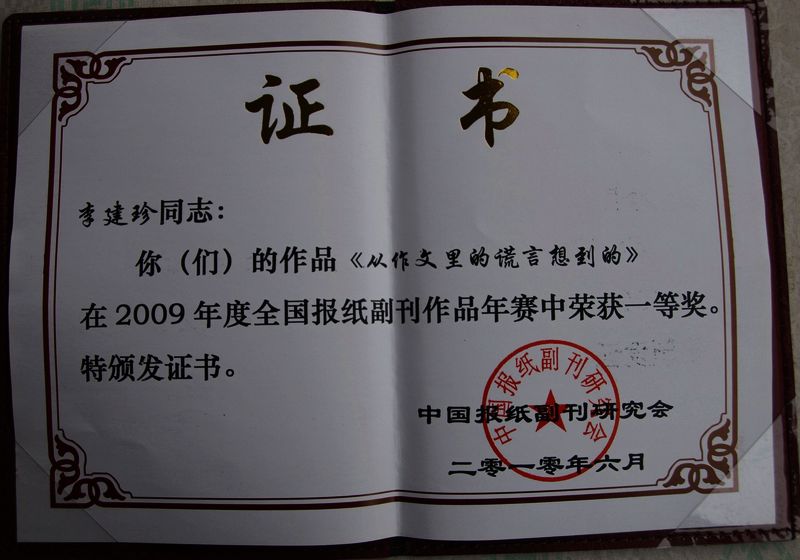 证 书
李建珍同志：
你（们）的作品《从作文里的谎言想到的》
在2009年度全国报纸副刊作品年赛中荣获一等奖。
特颁发证书。
中国报纸副刊研究会
中国报纸副刊研究会
二零一零年六月